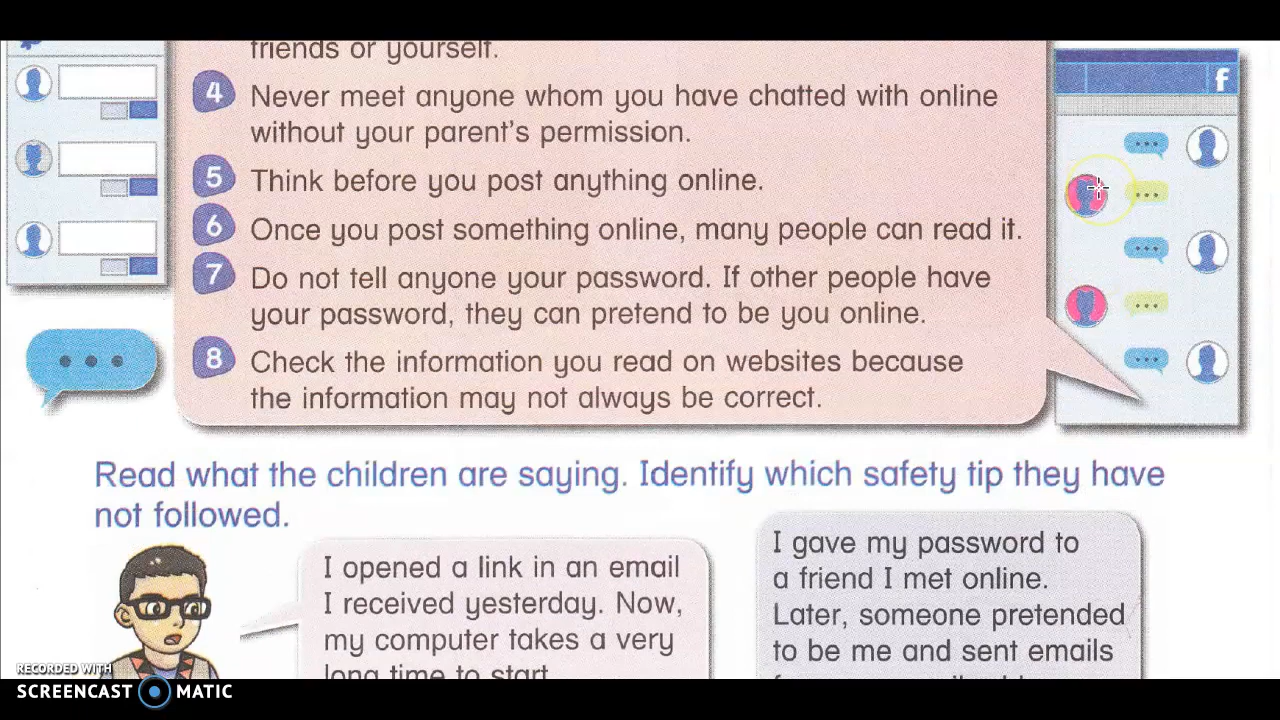 friends or yourself.
4 Never meet anyone whom you have chatted with online
without your parent's permission.
5 Think before you post anything online.
6 Once you post something online, many people can read it.
7 Do not tell anyone your password. If other people have
your password, they can pretend to be you online.
8 Check the information you read on websites because
the information may not always be correct.
f
Read what the children are saying. Identify which safety tip they have
not followed.
I opened a link in an email
I received yesterday. Now,
my computer takes a very
long time to start
I gave my password to
a friend I met online.
Later, someone pretended
to be me and sent emails
RECORDED WITH
SCREENCAST MATIC